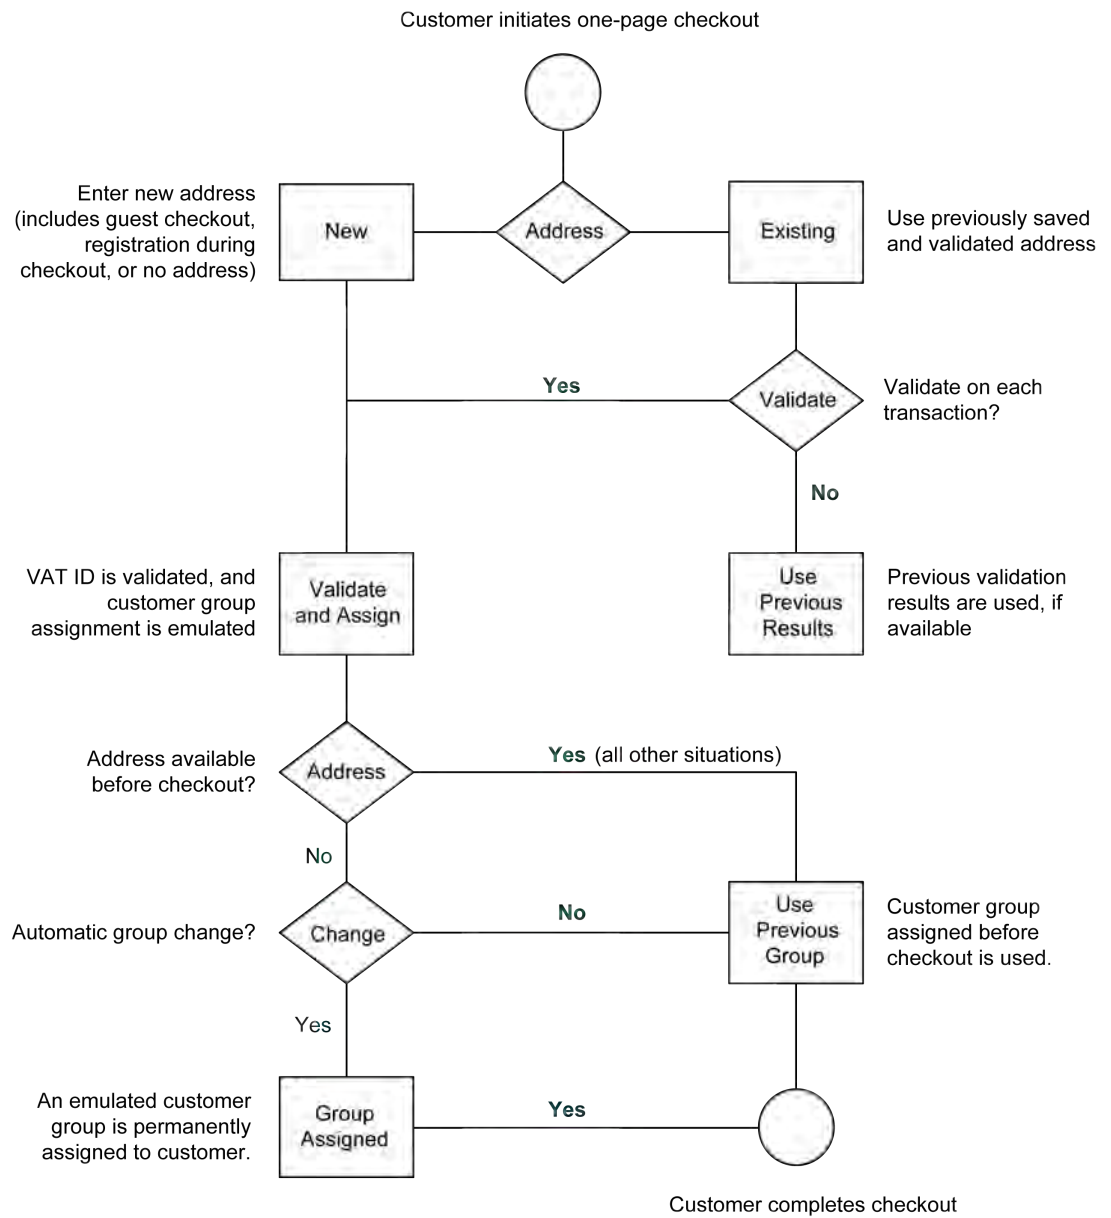 Customer initiates one-page checkout
Enter new address
(includes guest checkout,
registration during
checkout, or no address)
New
Address
Existing
Use previously saved
and validated address
Yes
Validate
Validate on each
transaction?
No
VAT ID is validated, and
customer group
assignment is emulated
Validate
and Assign
Use
Previous
Results
Previous validation
results are used, if
available
Address available
before checkout?
Address
Yes (all other situations)
No
Automatic group change?
Change
No
Use
Previous
Group
Customer group
assigned before
checkout is used.
Yes
An emulated customer
group is permanently
assigned to customer.
Group
Assigned
Yes
Customer completes checkout